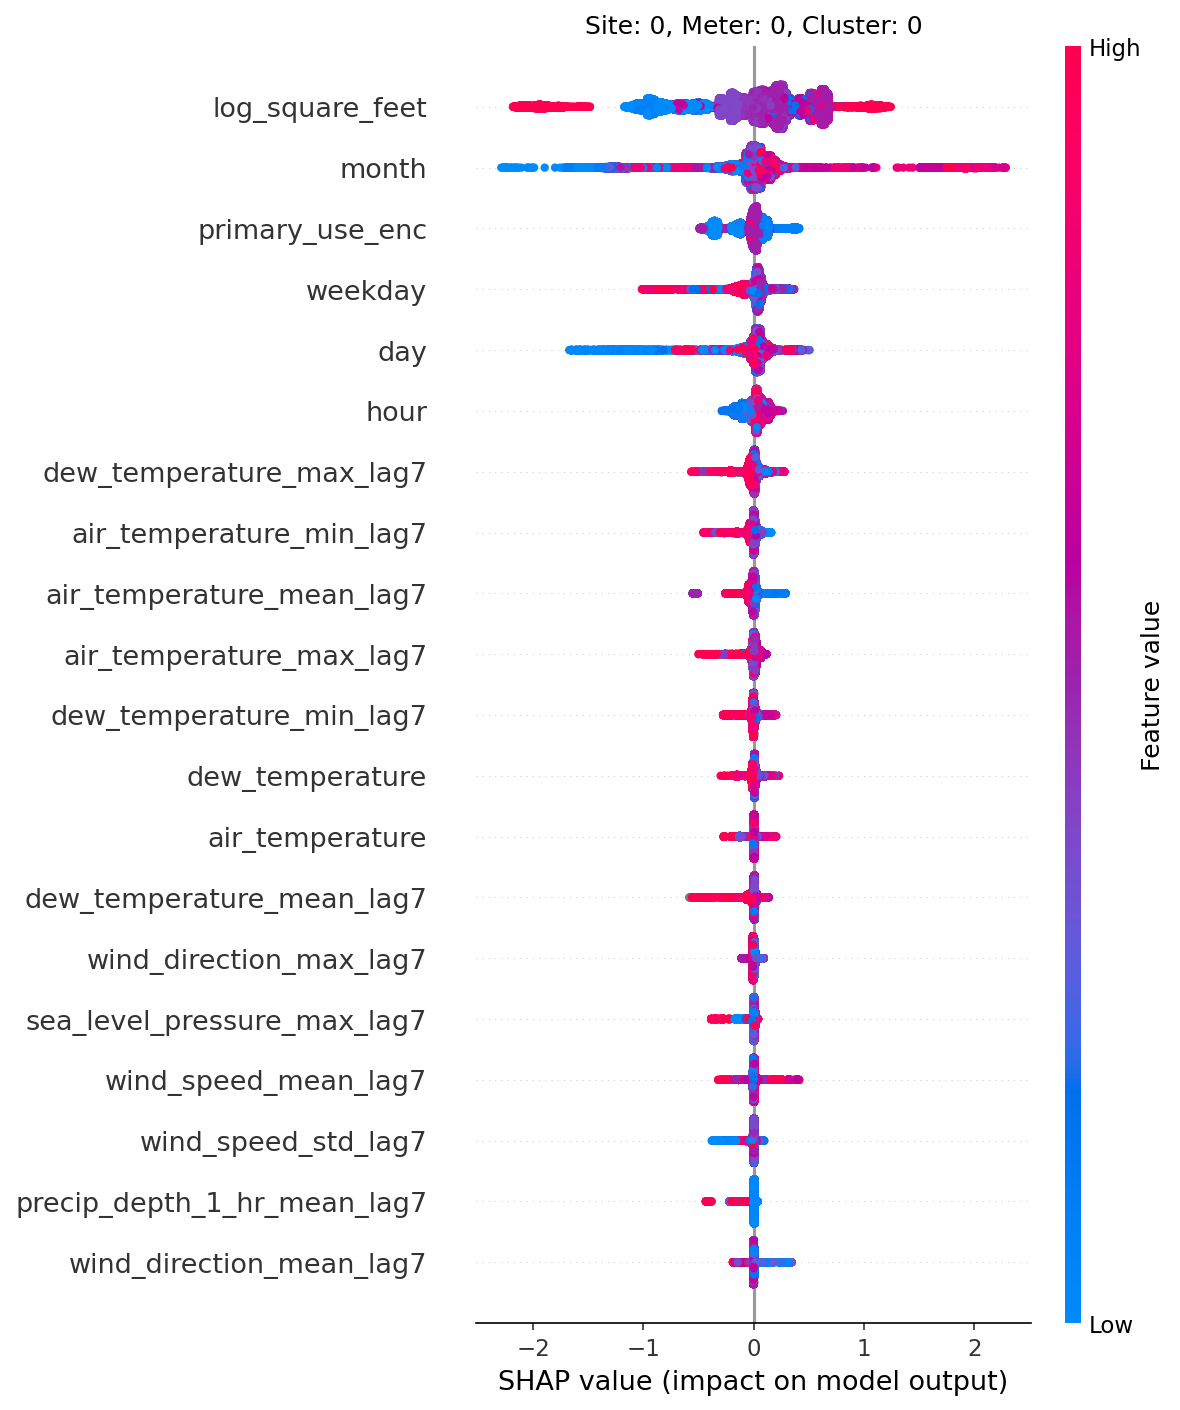 Site: 0, Meter: 0, Cluster: 0
High
log_square_feet
month
primary_use_enc
weekday
day
hour
dew_temperature_max_lag7
air_temperature_min_lag7
air_temperature_mean_lag7
air_temperature_max_lag7
dew_temperature_min_lag7
dew_temperature
air_temperature
dew_temperature_mean_lag7
wind_direction_max_lag7
sea_level_pressure_max_lag7
wind_speed_mean_lag7
wind_speed_std_lag7
precip_depth_1_hr_mean_lag7
wind_direction_mean_lag7
Feature value
Low
−2 −1 0 1 2
SHAP value (impact on model output)